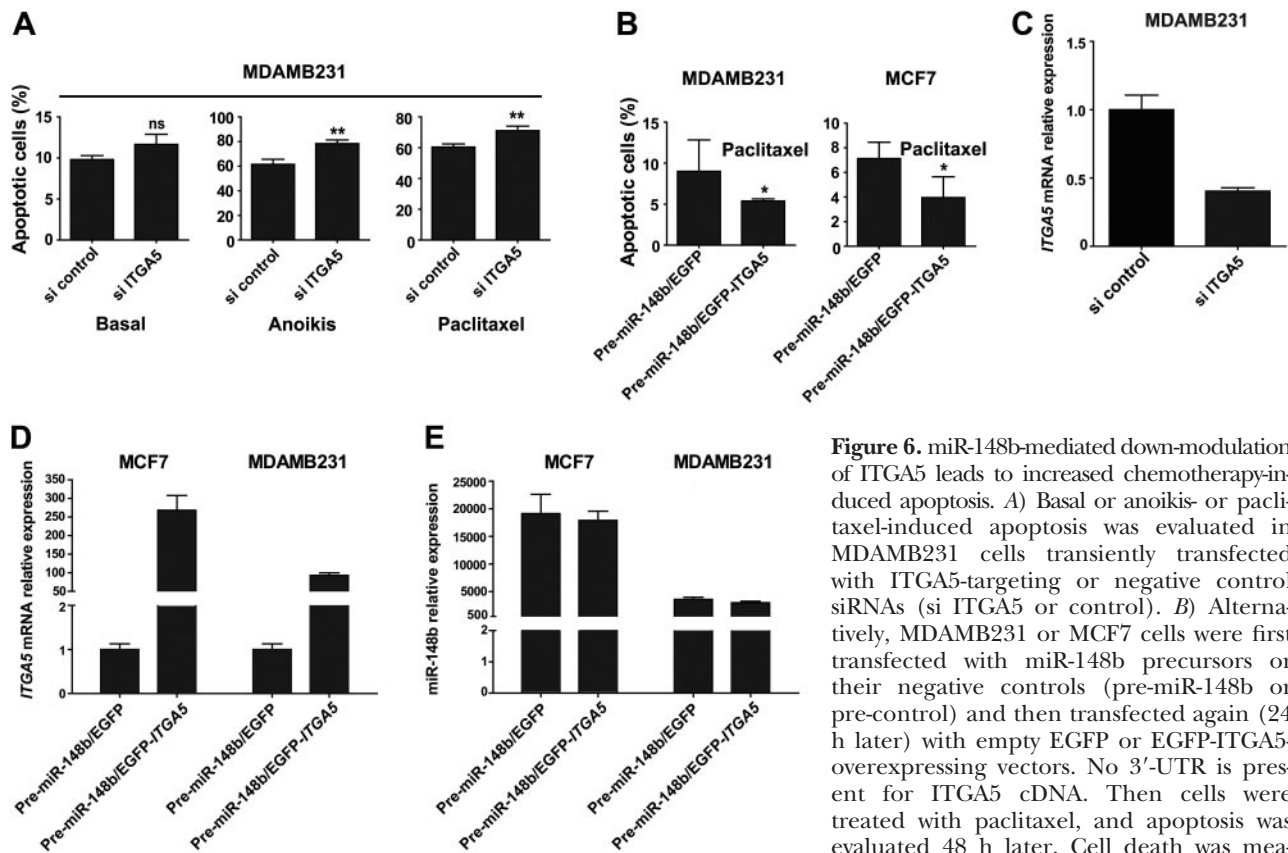 A
MDAMB231
Apoptotic cells (%)
15
10
5
0
ns
si control
si ITGA5
Basal
100
80
60
40
20
0
**
si control
si ITGA5
Anoikis
80
60
40
20
0
**
si control
si ITGA5
Paclitaxel
B
MDAMB231
Apoptotic cells (%)
15
10
5
0
Paclitaxel
*
Pre-miR-148b/EGFP
Pre-miR-148b/EGFP-ITGA5
MCF7
10
8
6
4
2
0
Paclitaxel
*
Pre-miR-148b/EGFP
Pre-miR-148b/EGFP-ITGA5
C
MDAMB231
ITGA5 mRNA relative expression
1.5
1.0
0.5
0
si control
si ITGA5
D
MCF7
MDAMB231
ITGA5 mRNA relative expression
350
300
250
200
150
100
50
2
1
0
Pre-miR-148b/EGFP
Pre-miR-148b/EGFP-ITGA5
Pre-miR-148b/EGFP
Pre-miR-148b/EGFP-ITGA5
E
MCF7
MDAMB231
miR-148b relative expression
20000
15000
10000
5000
500
2
1
0
Pre-miR-148b/EGFP
Pre-miR-148b/EGFP-ITGA5
Pre-miR-148b/EGFP
Pre-miR-148b/EGFP-ITGA5
Figure 6. miR-148b-mediated down-modulation
of ITGA5 leads to increased chemotherapy-in-
duced apoptosis. A) Basal or anoikis- or pacli-
taxel-induced apoptosis was evaluated in
MDAMB231 cells transiently transfected
with ITGA5-targeting or negative control
siRNAs (si ITGA5 or control). B) Alterna-
tively, MDAMB231 or MCF7 cells were first
transfected with miR-148b precursors or
their negative controls (pre-miR-148b or
pre-control) and then transfected again (24
h later) with empty EGFP or EGFP-ITGA5-
overexpressing vectors. No 3′-UTR is pres-
ent for ITGA5 cDNA. Then cells were
treated with paclitaxel, and apoptosis was
evaluated 48 h later. Cell death was mea-